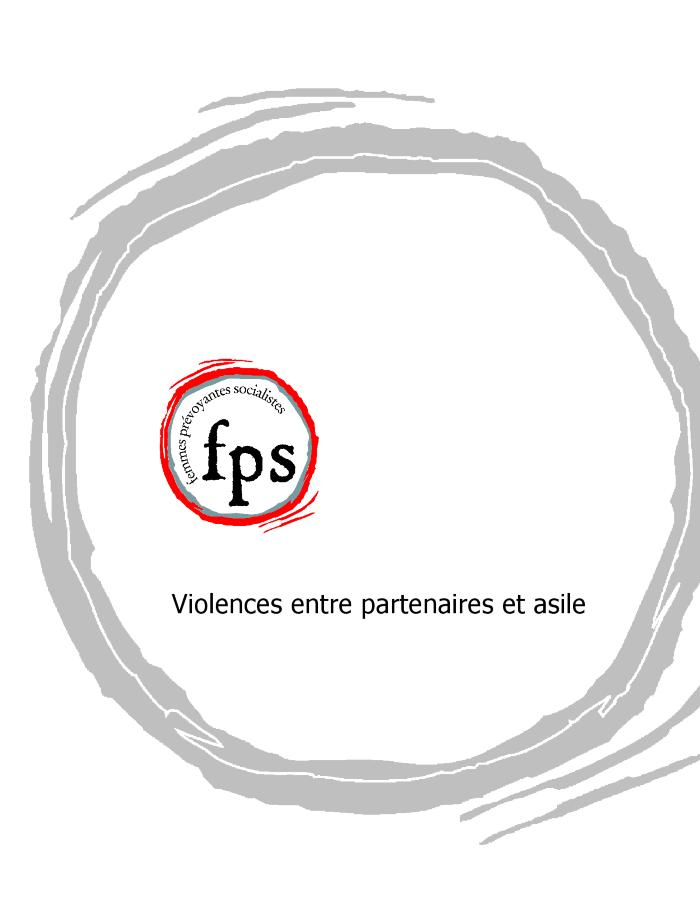 femmes prévoyantes socialistes
fps
Violences entre partenaires et asile